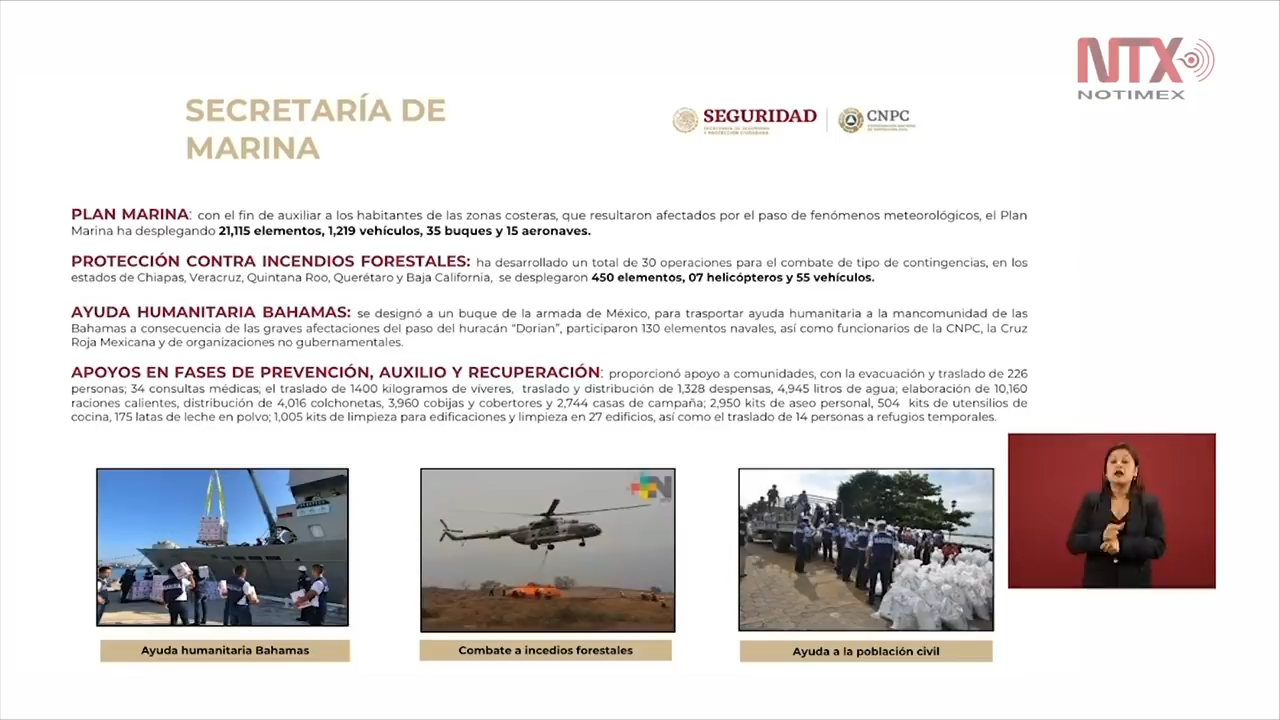 NTX
NOTIMEX
SECRETARÍA DE
MARINA
SEGURIDAD
SECRETARÍA DE SEGURIDAD
Y PROTECCIÓN CIUDADANA
CNPC
PLAN MARINA: con el fin de auxiliar a los habitantes de las zonas costeras, que resultaron afectados por el paso de fenómenos meteorológicos, el Plan
Marina ha desplegando 21,115 elementos, 1,219 vehículos, 35 buques y 15 aeronaves.
PROTECCIÓN CONTRA INCENDIOS FORESTALES: ha desarrollado un total de 30 operaciones para el combate de tipo de contingencias, en los
estados de Chiapas, Veracruz, Quintana Roo, Querétaro y Baja California, se desplegaron 450 elementos, 07 helicópteros y 55 vehículos.
AYUDA HUMANITARIA BAHAMAS: se designó a un buque de la armada de México, para trasportar ayuda humanitaria a la mancomunidad de las
Bahamas a consecuencia de las graves afectaciones del paso del huracán “Dorian”, participaron 130 elementos navales, así como funcionarios de la CNPC, la Cruz
Roja Mexicana y de organizaciones no gubernamentales.
APOYOS EN FASES DE PREVENCIÓN, AUXILIO Y RECUPERACIÓN: proporcionó apoyo a comunidades, con la evacuación y traslado de 226
personas; 34 consultas médicas; el traslado de 1400 kilogramos de víveres, traslado y distribución de 1,328 despensas, 4,945 litros de agua; elaboración de 10,160
raciones calientes, distribución de 4,016 colchonetas, 3,960 cobijas y cobertores y 2,744 casas de campaña; 2,950 kits de aseo personal, 504 kits de utensilios de
cocina, 175 latas de leche en polvo; 1,005 kits de limpieza para edificaciones y limpieza en 27 edificios, así como el traslado de 14 personas a refugios temporales.
Ayuda humanitaria Bahamas
Combate a incedios forestales
Ayuda a la población civil